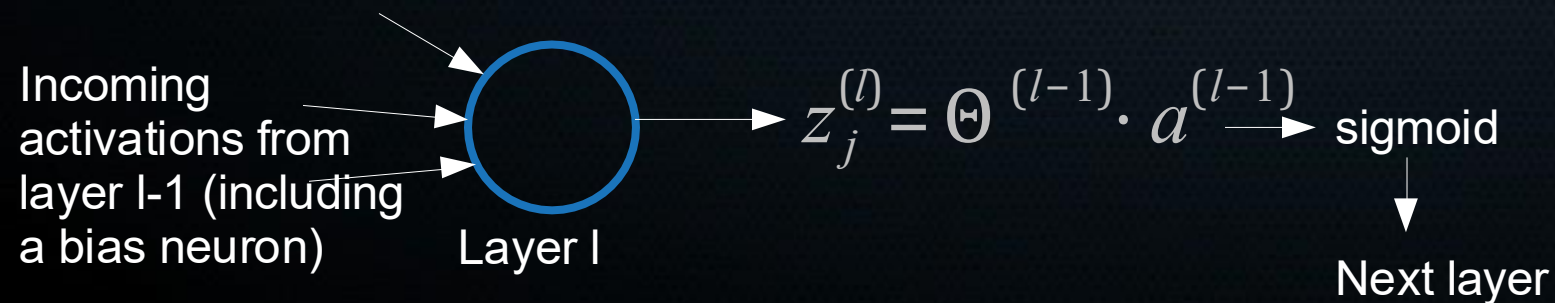 Incoming
activations from
layer l-1 (including
a bias neuron)
Layer l
z_j^{(l)} = Θ^{(l-1)} · a^{(l-1)}
sigmoid
Next layer